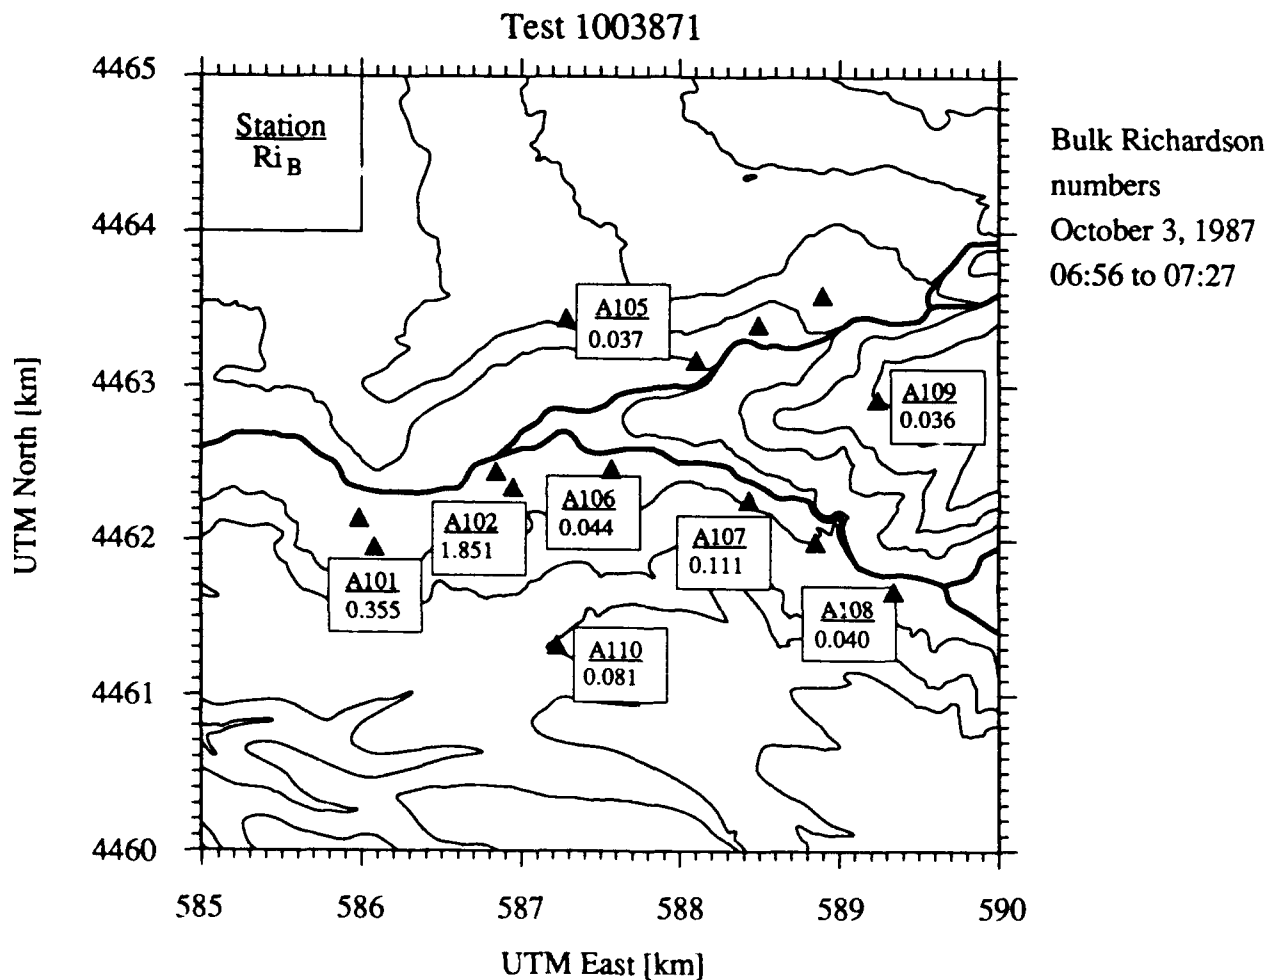 Test 1003871
4465
4464
4463
4462
4461
4460
UTM North [km]
Station
Ri B
Bulk Richardson
numbers
October 3, 1987
06:56 to 07:27
A105
0.037
A109
0.036
A106
0.044
A102
1.851
A107
0.111
A101
0.355
A108
0.040
A110
0.081
585 586 587 588 589 590
UTM East [km]